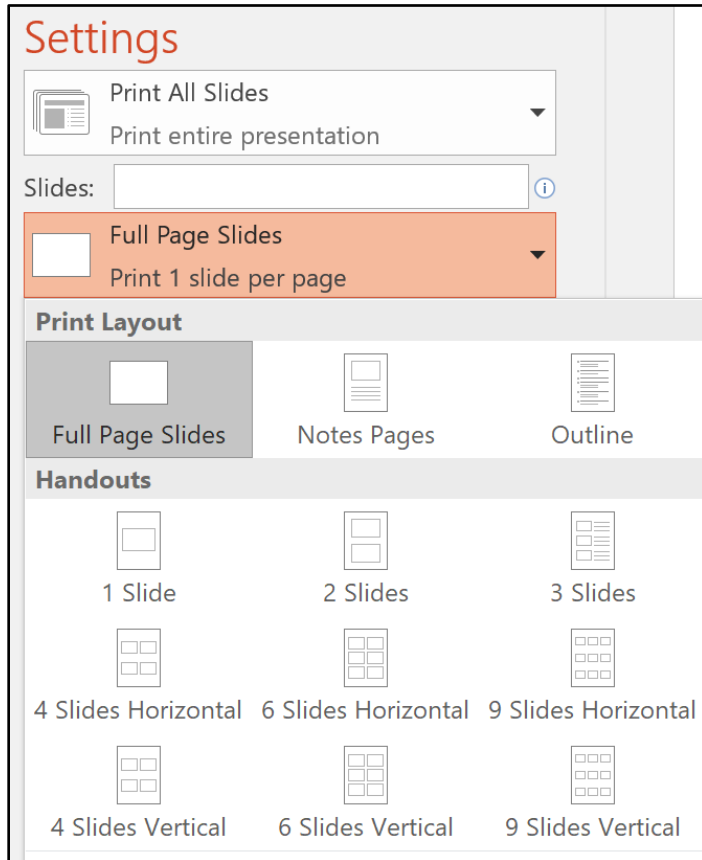 Settings
Print All Slides
Print entire presentation
Slides:
Full Page Slides
Print 1 slide per page
Print Layout
Full Page Slides
Notes Pages
Outline
Handouts
1 Slide
2 Slides
3 Slides
4 Slides Horizontal
6 Slides Horizontal
9 Slides Horizontal
4 Slides Vertical
6 Slides Vertical
9 Slides Vertical